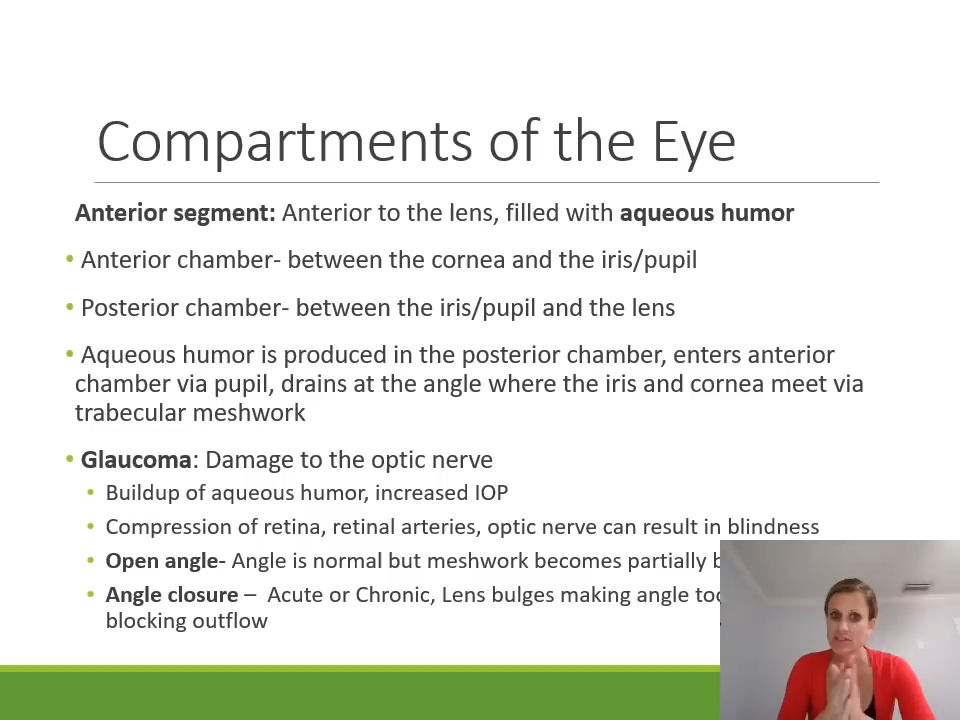 Compartments of the Eye
Anterior segment: Anterior to the lens, filled with aqueous humor
• Anterior chamber- between the cornea and the iris/pupil
• Posterior chamber- between the iris/pupil and the lens
• Aqueous humor is produced in the posterior chamber, enters anterior
chamber via pupil, drains at the angle where the iris and cornea meet via
trabecular meshwork
• Glaucoma: Damage to the optic nerve
• Buildup of aqueous humor, increased IOP
• Compression of retina, retinal arteries, optic nerve can result in blindness
• Open angle- Angle is normal but meshwork becomes partially
• Angle closure – Acute or Chronic, Lens bulges making angle
blocking outflow